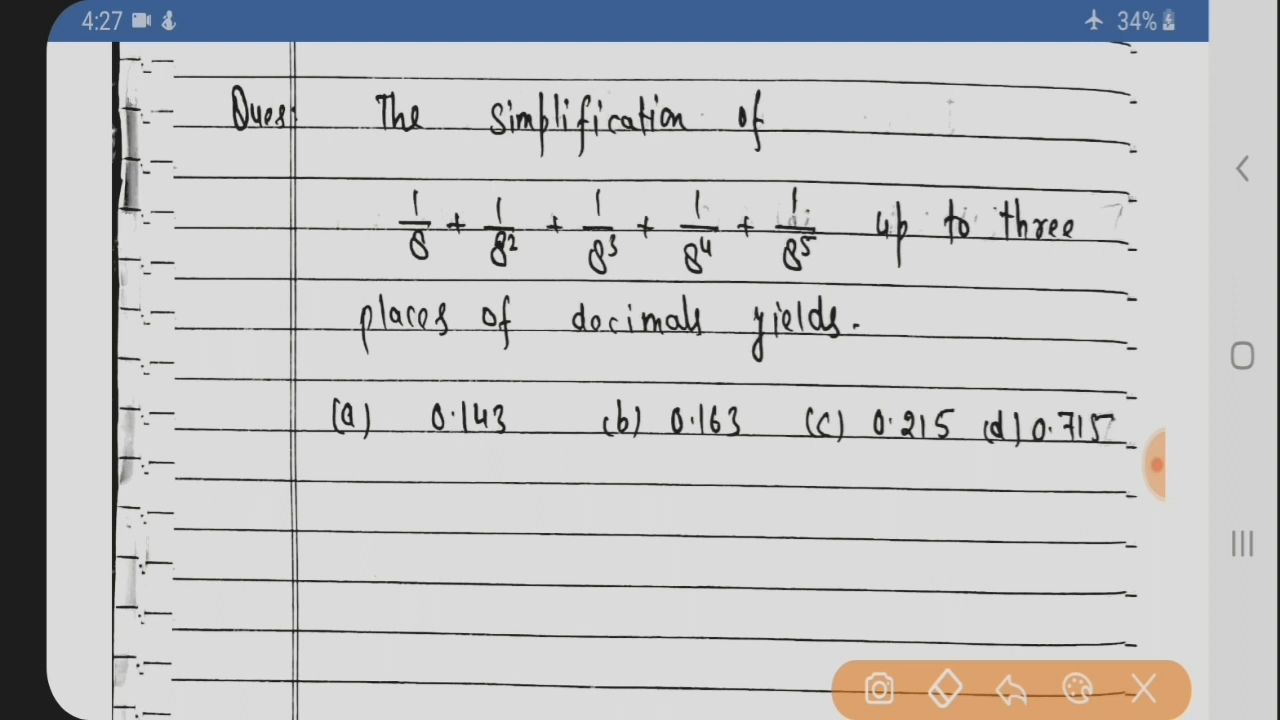 4:27 34%
Ques: The Simplification of
1/8 + 1/8² + 1/8³ + 1/8⁴ + 1/8⁵ up to three
places of decimals yields.
(a) 0.143 (b) 0.163 (c) 0.215 (d) 0.715